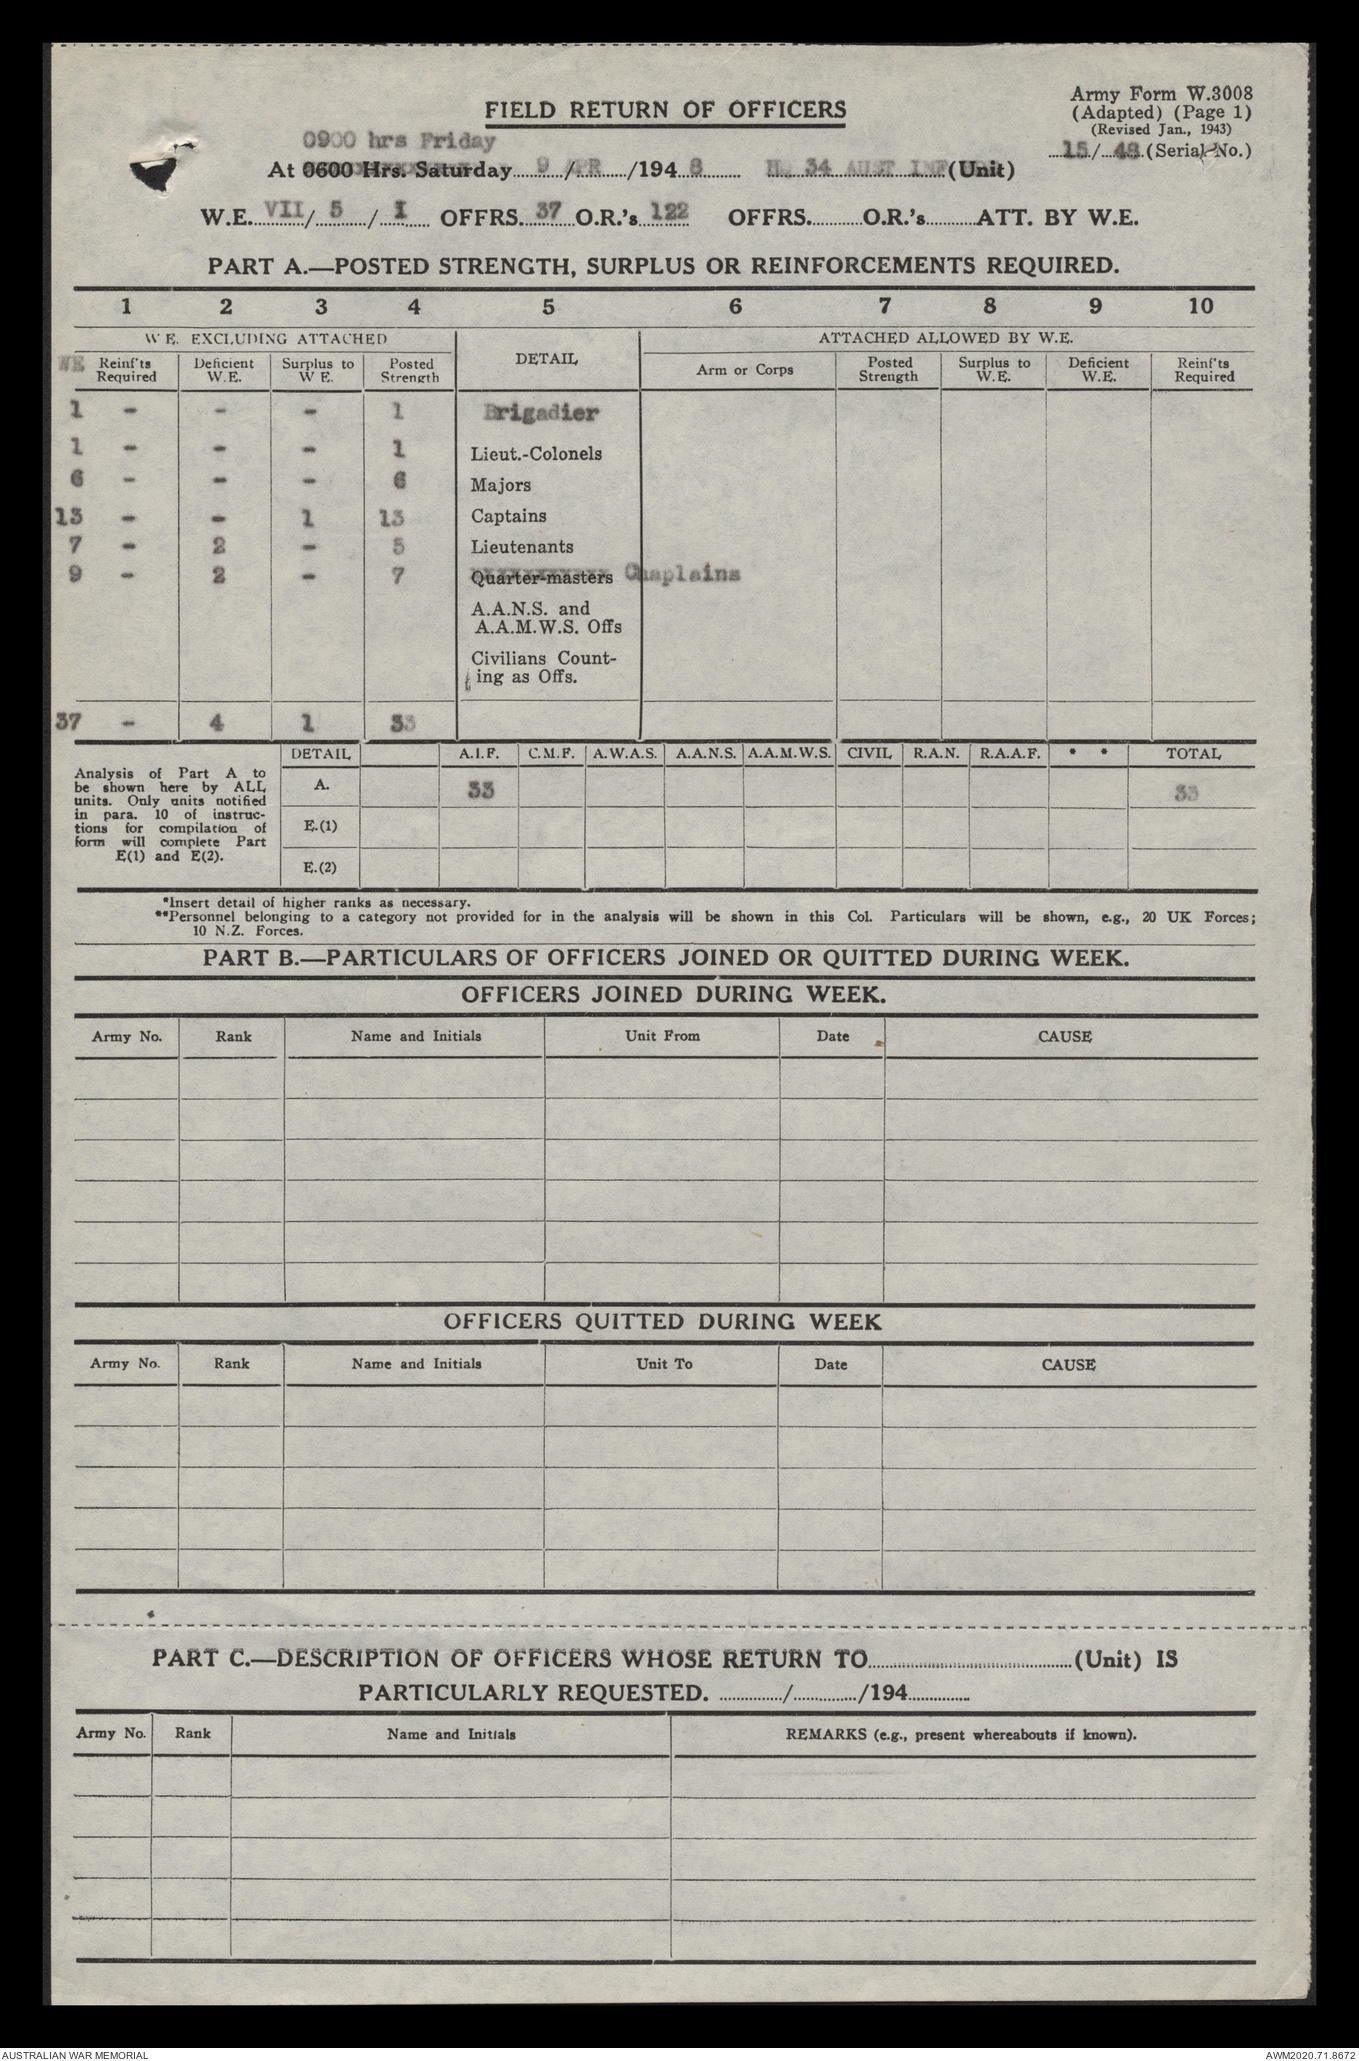 Army Form W.3008
FIELD RETURN OF OFFICERS
(Adapted) (Page 1)
(Revised Jan., 1943)
0900 hrs Friday
15/48 (Serial No.)
At 0600 Hrs. Saturday 9 / APR /194 8 HQ 34 AUST INF (Unit)
W.E. VII / 5 / I OFFRS. 37 O.R.'s 122 OFFRS. O.R.'s ATT. BY W.E.
PART A.—POSTED STRENGTH, SURPLUS OR REINFORCEMENTS REQUIRED.
1 2 3 4 5 6 7 8 9 10
W E. EXCLUDING ATTACHED DETAIL ATTACHED ALLOWED BY W.E.
WE Reinf'ts Required Deficient W.E. Surplus to W E. Posted Strength Arm or Corps Posted Strength Surplus to W.E. Deficient W.E. Reinf'ts Required
1 - - - 1 Brigadier
1 - - - 1 Lieut.-Colonels
6 - - - 6 Majors
13 - - 1 13 Captains
7 - 2 - 5 Lieutenants
9 - 2 - 7 Quarter-masters Chaplains
A.A.N.S. and
A.A.M.W.S. Offs
Civilians Count-
ing as Offs.
37 - 4 1 33
DETAIL A.I.F. C.M.F. A.W.A.S. A.A.N.S. A.A.M.W.S. CIVIL R.A.N. R.A.A.F. * * TOTAL
Analysis of Part A to
be shown here by ALL
units. Only units notified
in para. 10 of instruc-
tions for compilation of
form will complete Part
E(1) and E(2).
A. 33 33
E.(1)
E.(2)
*Insert detail of higher ranks as necessary.
**Personnel belonging to a category not provided for in the analysis will be shown in this Col. Particulars will be shown, e.g., 20 UK Forces;
10 N.Z. Forces.
PART B.—PARTICULARS OF OFFICERS JOINED OR QUITTED DURING WEEK.
OFFICERS JOINED DURING WEEK.
Army No. Rank Name and Initials Unit From Date CAUSE
OFFICERS QUITTED DURING WEEK
Army No. Rank Name and Initials Unit To Date CAUSE
PART C.—DESCRIPTION OF OFFICERS WHOSE RETURN TO (Unit) IS
PARTICULARLY REQUESTED. / /194
Army No. Rank Name and Initials REMARKS (e.g., present whereabouts if known).
AUSTRALIAN WAR MEMORIAL AWM2020.71.8672